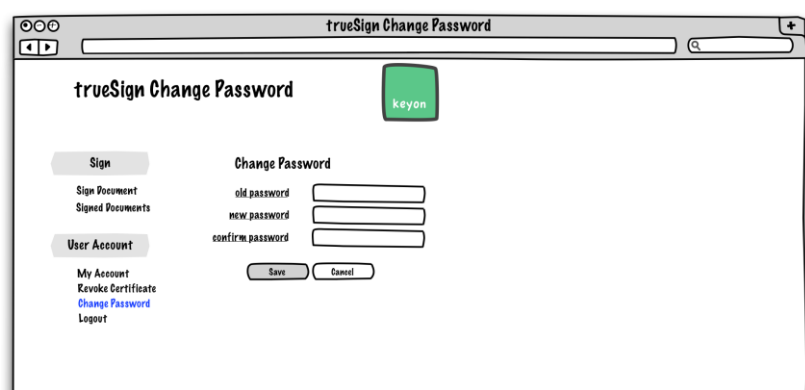 trueSign Change Password
trueSign Change Password
keyon
Sign
Sign Document
Signed Documents
User Account
My Account
Revoke Certificate
Change Password
Logout
Change Password
old password
new password
confirm password
Save Cancel